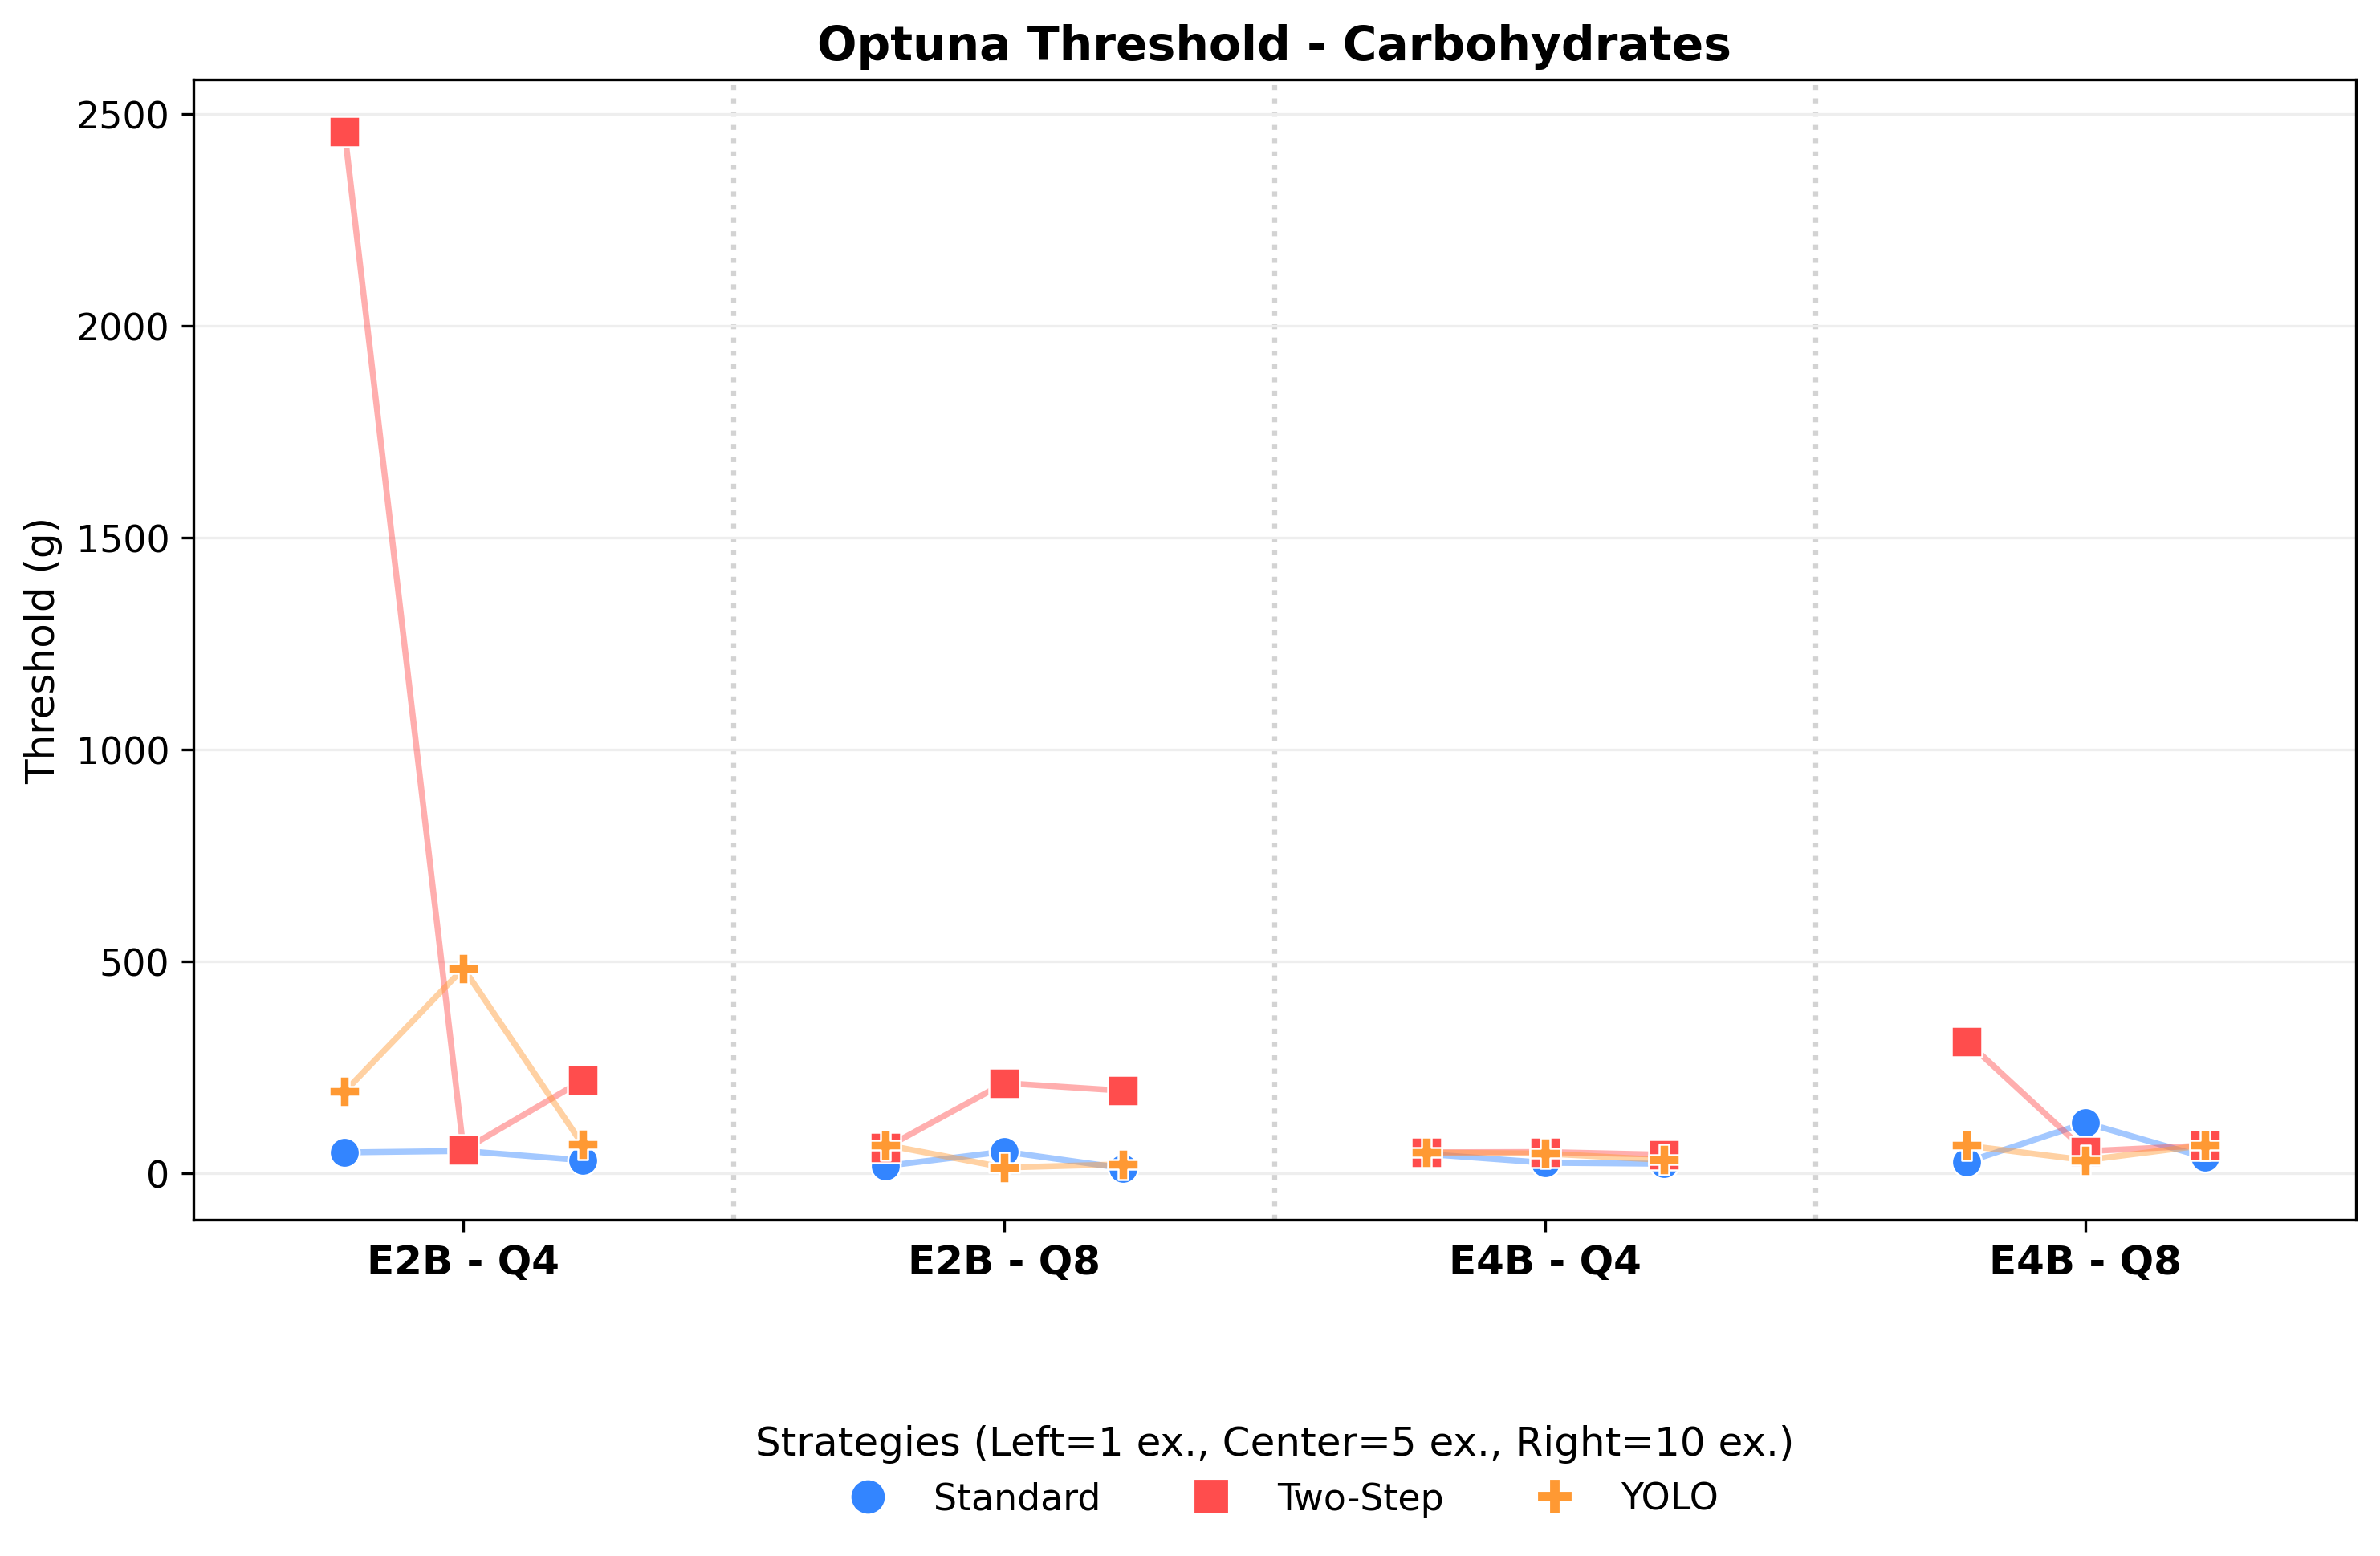 Optuna Threshold - Carbohydrates
Threshold (g)
2500
2000
1500
1000
500
0
E2B - Q4
E2B - Q8
E4B - Q4
E4B - Q8
Strategies (Left=1 ex., Center=5 ex., Right=10 ex.)
Standard
Two-Step
YOLO